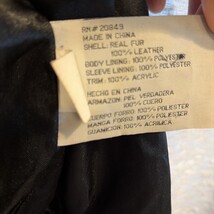 RN# 20849
MADE IN CHINA
SHELL: REAL FUR
100% LEATHER
BODY LINING: 100% POLYESTER
SLEEVE LINING: 100% POLYESTER
TRIM: 100% ACRYLIC
HECHO EN CHINA
ARMAZON: PIEL VERDADERA
100% CUERO
CUERPO FORRO: 100% POLIESTER
MANGA FORRO: 100% POLIESTER
GUARNICION: 100% ACRILICA